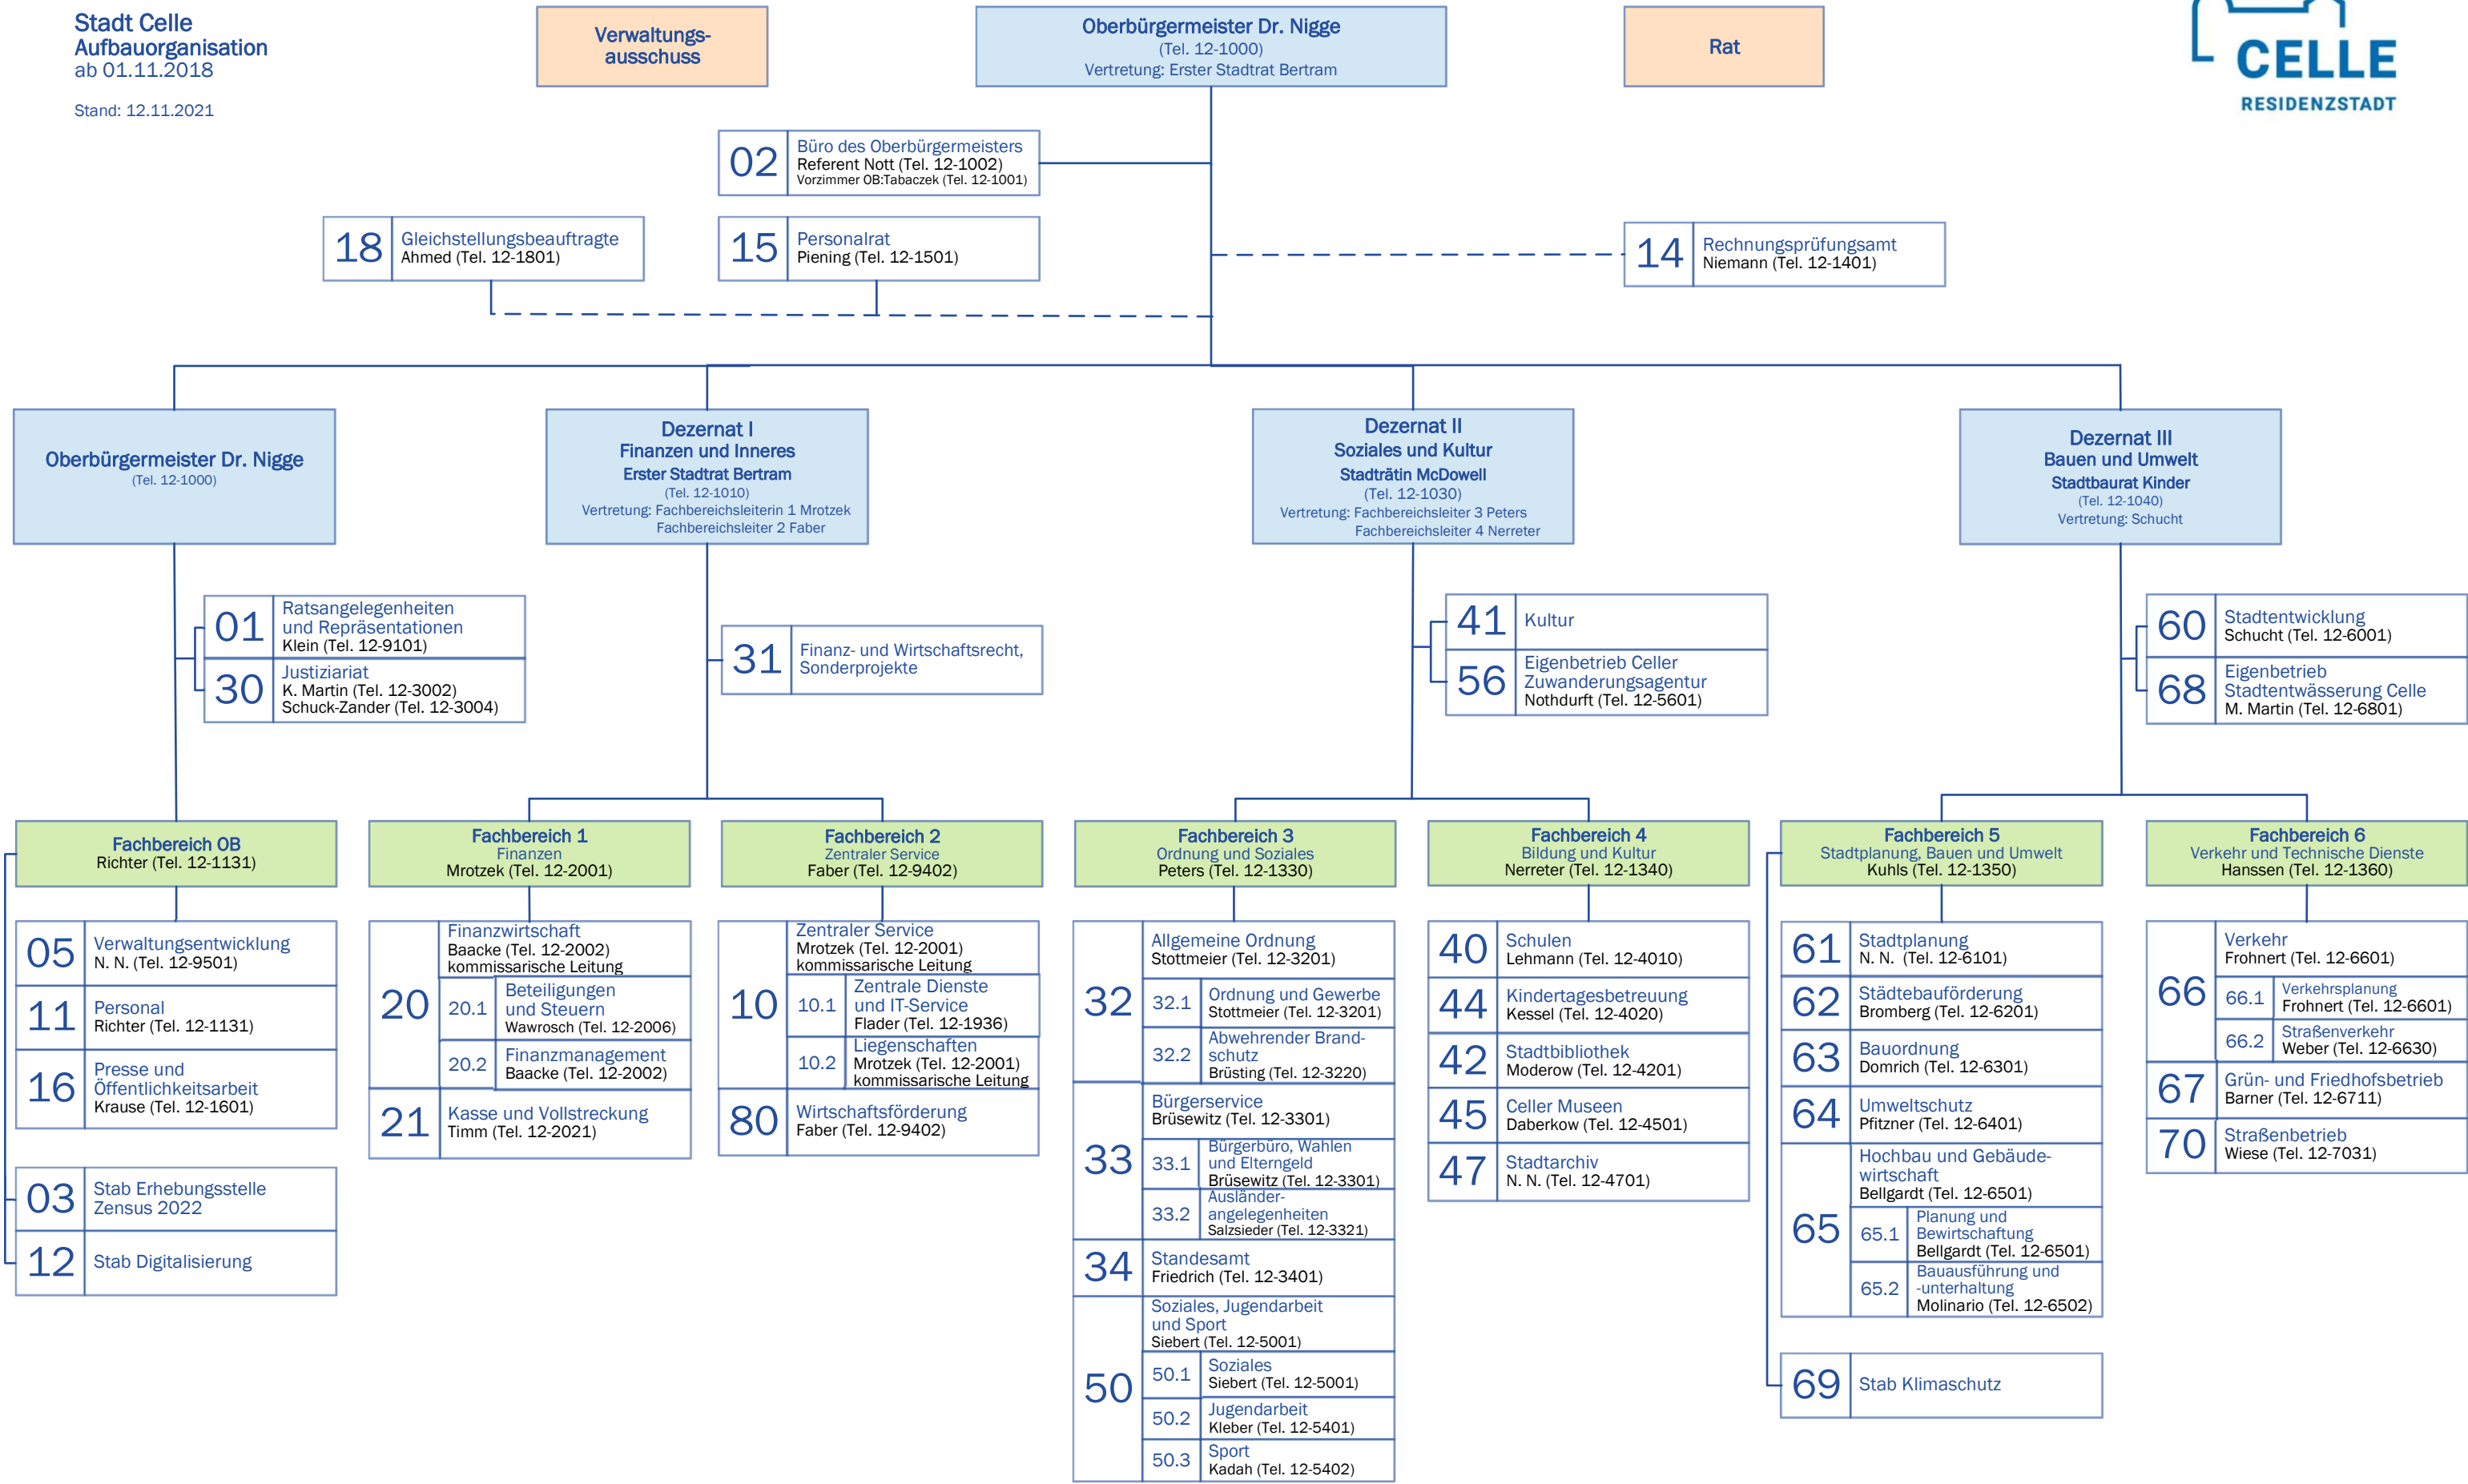 Stadt Celle
Aufbauorganisation
ab 01.11.2018
Stand: 12.11.2021
Verwaltungs-
ausschuss
Oberbürgermeister Dr. Nigge
(Tel. 12-1000)
Vertretung: Erster Stadtrat Bertram
Rat
CELLE
RESIDENZSTADT
02
Büro des Oberbürgermeisters
Referent Nott (Tel. 12-1002)
Vorzimmer OB:Tabaczek (Tel. 12-1001)
18
Gleichstellungsbeauftragte
Ahmed (Tel. 12-1801)
15
Personalrat
Piening (Tel. 12-1501)
14
Rechnungsprüfungsamt
Niemann (Tel. 12-1401)
Oberbürgermeister Dr. Nigge
(Tel. 12-1000)
Dezernat I
Finanzen und Inneres
Erster Stadtrat Bertram
(Tel. 12-1010)
Vertretung: Fachbereichsleiterin 1 Mrotzek
Fachbereichsleiter 2 Faber
Dezernat II
Soziales und Kultur
Stadträtin McDowell
(Tel. 12-1030)
Vertretung: Fachbereichsleiter 3 Peters
Fachbereichsleiter 4 Nerreter
Dezernat III
Bauen und Umwelt
Stadtbaurat Kinder
(Tel. 12-1040)
Vertretung: Schucht
01
Ratsangelegenheiten
und Repräsentationen
Klein (Tel. 12-9101)
30
Justiziariat
K. Martin (Tel. 12-3002)
Schuck-Zander (Tel. 12-3004)
31
Finanz- und Wirtschaftsrecht,
Sonderprojekte
41
Kultur
56
Eigenbetrieb Celler
Zuwanderungsagentur
Nothdurft (Tel. 12-5601)
60
Stadtentwicklung
Schucht (Tel. 12-6001)
68
Eigenbetrieb
Stadtentwässerung Celle
M. Martin (Tel. 12-6801)
Fachbereich OB
Richter (Tel. 12-1131)
05
Verwaltungsentwicklung
N. N. (Tel. 12-9501)
11
Personal
Richter (Tel. 12-1131)
16
Presse und
Öffentlichkeitsarbeit
Krause (Tel. 12-1601)
03
Stab Erhebungsstelle
Zensus 2022
12
Stab Digitalisierung
Fachbereich 1
Finanzen
Mrotzek (Tel. 12-2001)
20
Finanzwirtschaft
Baacke (Tel. 12-2002)
kommissarische Leitung
20.1
Beteiligungen
und Steuern
Wawrosch (Tel. 12-2006)
20.2
Finanzmanagement
Baacke (Tel. 12-2002)
21
Kasse und Vollstreckung
Timm (Tel. 12-2021)
Fachbereich 2
Zentraler Service
Faber (Tel. 12-9402)
10
Zentraler Service
Mrotzek (Tel. 12-2001)
kommissarische Leitung
10.1
Zentrale Dienste
und IT-Service
Flader (Tel. 12-1936)
10.2
Liegenschaften
Mrotzek (Tel. 12-2001)
kommissarische Leitung
80
Wirtschaftsförderung
Faber (Tel. 12-9402)
Fachbereich 3
Ordnung und Soziales
Peters (Tel. 12-1330)
32
Allgemeine Ordnung
Stottmeier (Tel. 12-3201)
32.1
Ordnung und Gewerbe
Stottmeier (Tel. 12-3201)
32.2
Abwehrender Brand-
schutz
Brüsting (Tel. 12-3220)
33
Bürgerservice
Brüsewitz (Tel. 12-3301)
33.1
Bürgerbüro, Wahlen
und Elterngeld
Brüsewitz (Tel. 12-3301)
33.2
Ausländer-
angelegenheiten
Salzsieder (Tel. 12-3321)
34
Standesamt
Friedrich (Tel. 12-3401)
50
Soziales, Jugendarbeit
und Sport
Siebert (Tel. 12-5001)
50.1
Soziales
Siebert (Tel. 12-5001)
50.2
Jugendarbeit
Kleber (Tel. 12-5401)
50.3
Sport
Kadah (Tel. 12-5402)
Fachbereich 4
Bildung und Kultur
Nerreter (Tel. 12-1340)
40
Schulen
Lehmann (Tel. 12-4010)
44
Kindertagesbetreuung
Kessel (Tel. 12-4020)
42
Stadtbibliothek
Moderow (Tel. 12-4201)
45
Celler Museen
Daberkow (Tel. 12-4501)
47
Stadtarchiv
N. N. (Tel. 12-4701)
Fachbereich 5
Stadtplanung, Bauen und Umwelt
Kuhls (Tel. 12-1350)
61
Stadtplanung
N. N. (Tel. 12-6101)
62
Städtebauförderung
Bromberg (Tel. 12-6201)
63
Bauordnung
Domrich (Tel. 12-6301)
64
Umweltschutz
Pfitzner (Tel. 12-6401)
65
Hochbau und Gebäude-
wirtschaft
Bellgardt (Tel. 12-6501)
65.1
Planung und
Bewirtschaftung
Bellgardt (Tel. 12-6501)
65.2
Bauausführung und
-unterhaltung
Molinario (Tel. 12-6502)
69
Stab Klimaschutz
Fachbereich 6
Verkehr und Technische Dienste
Hanssen (Tel. 12-1360)
66
Verkehr
Frohnert (Tel. 12-6601)
66.1
Verkehrsplanung
Frohnert (Tel. 12-6601)
66.2
Straßenverkehr
Weber (Tel. 12-6630)
67
Grün- und Friedhofsbetrieb
Barner (Tel. 12-6711)
70
Straßenbetrieb
Wiese (Tel. 12-7031)